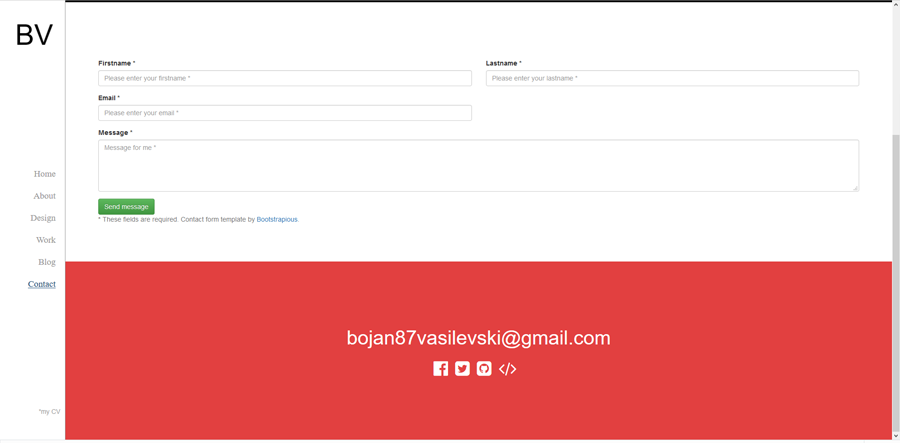 BV
Home
About
Design
Work
Blog
Contact
*my CV
Firstname *
Please enter your firstname *
Lastname *
Please enter your lastname *
Email *
Please enter your email *
Message *
Message for me *
Send message
* These fields are required. Contact form template by Bootstrapious.
bojan87vasilevski@gmail.com